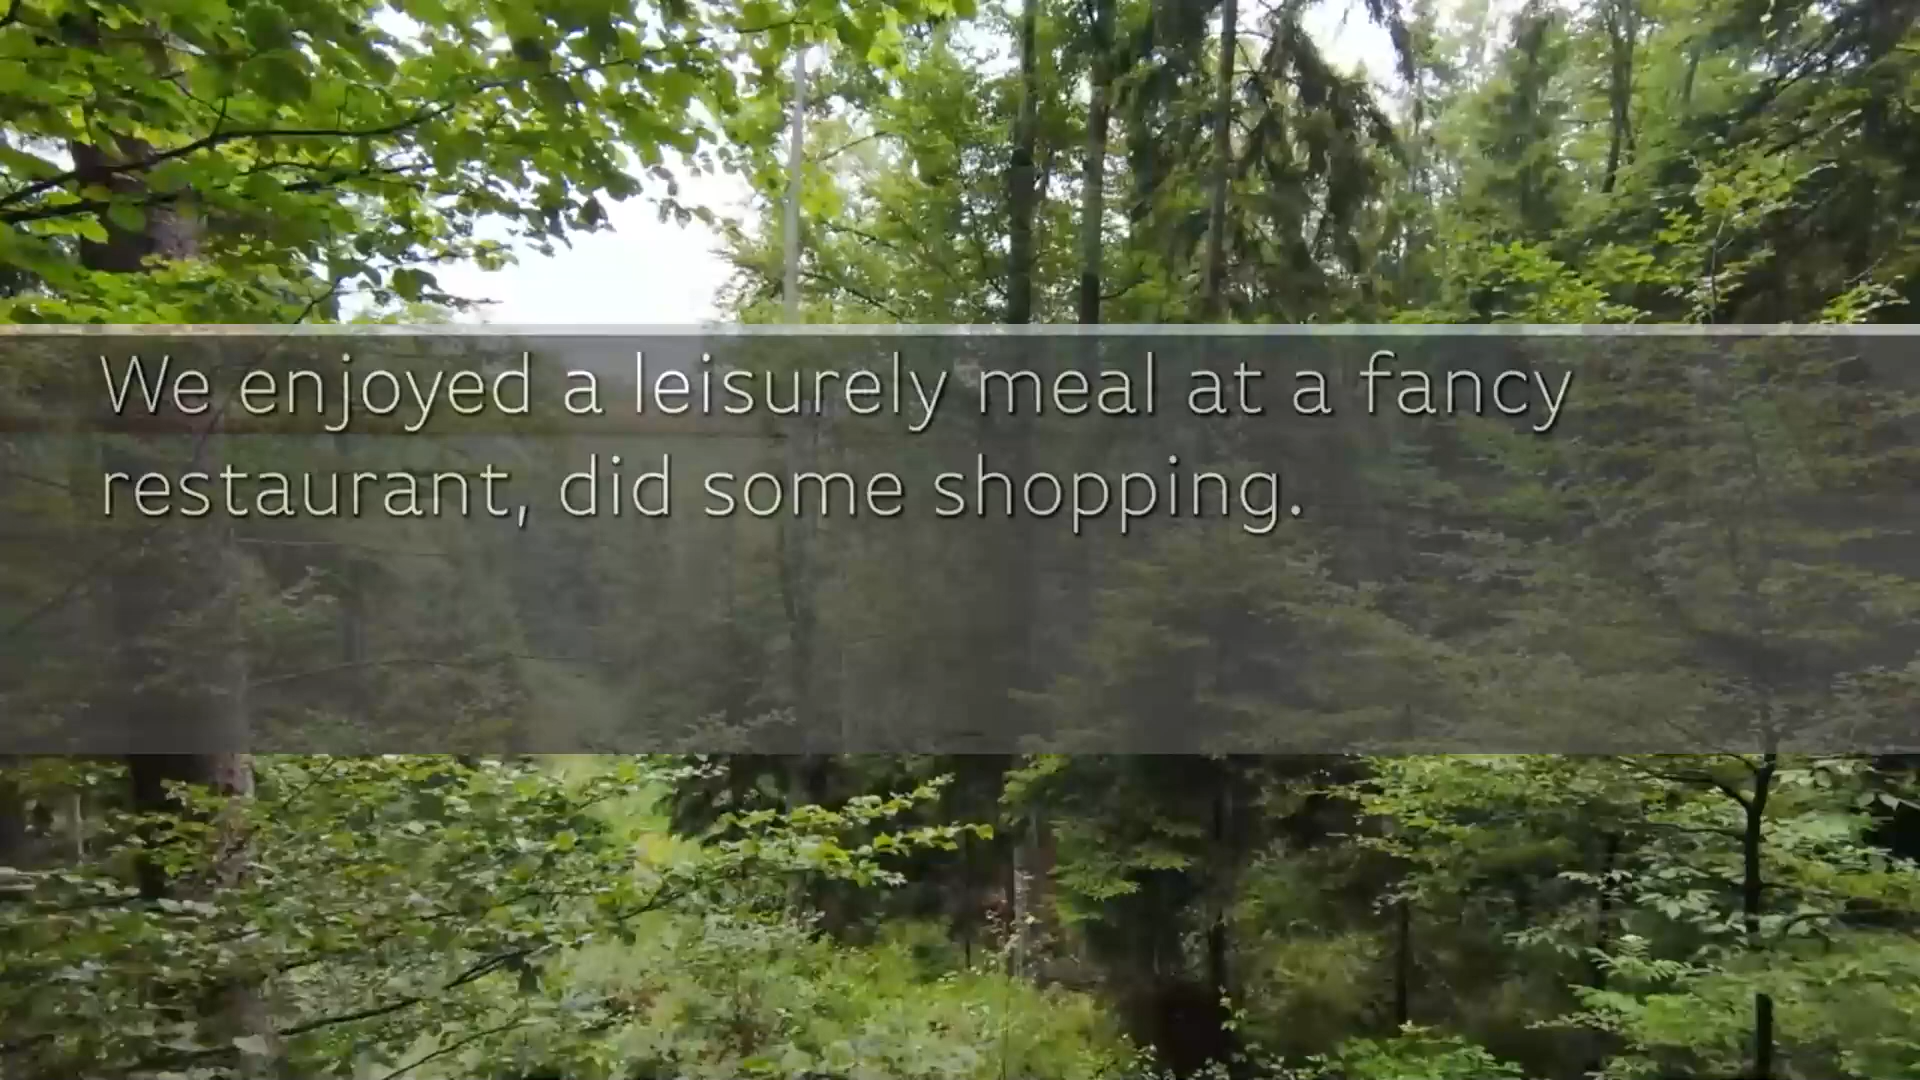 We enjoyed a leisurely meal at a fancy
restaurant, did some shopping.